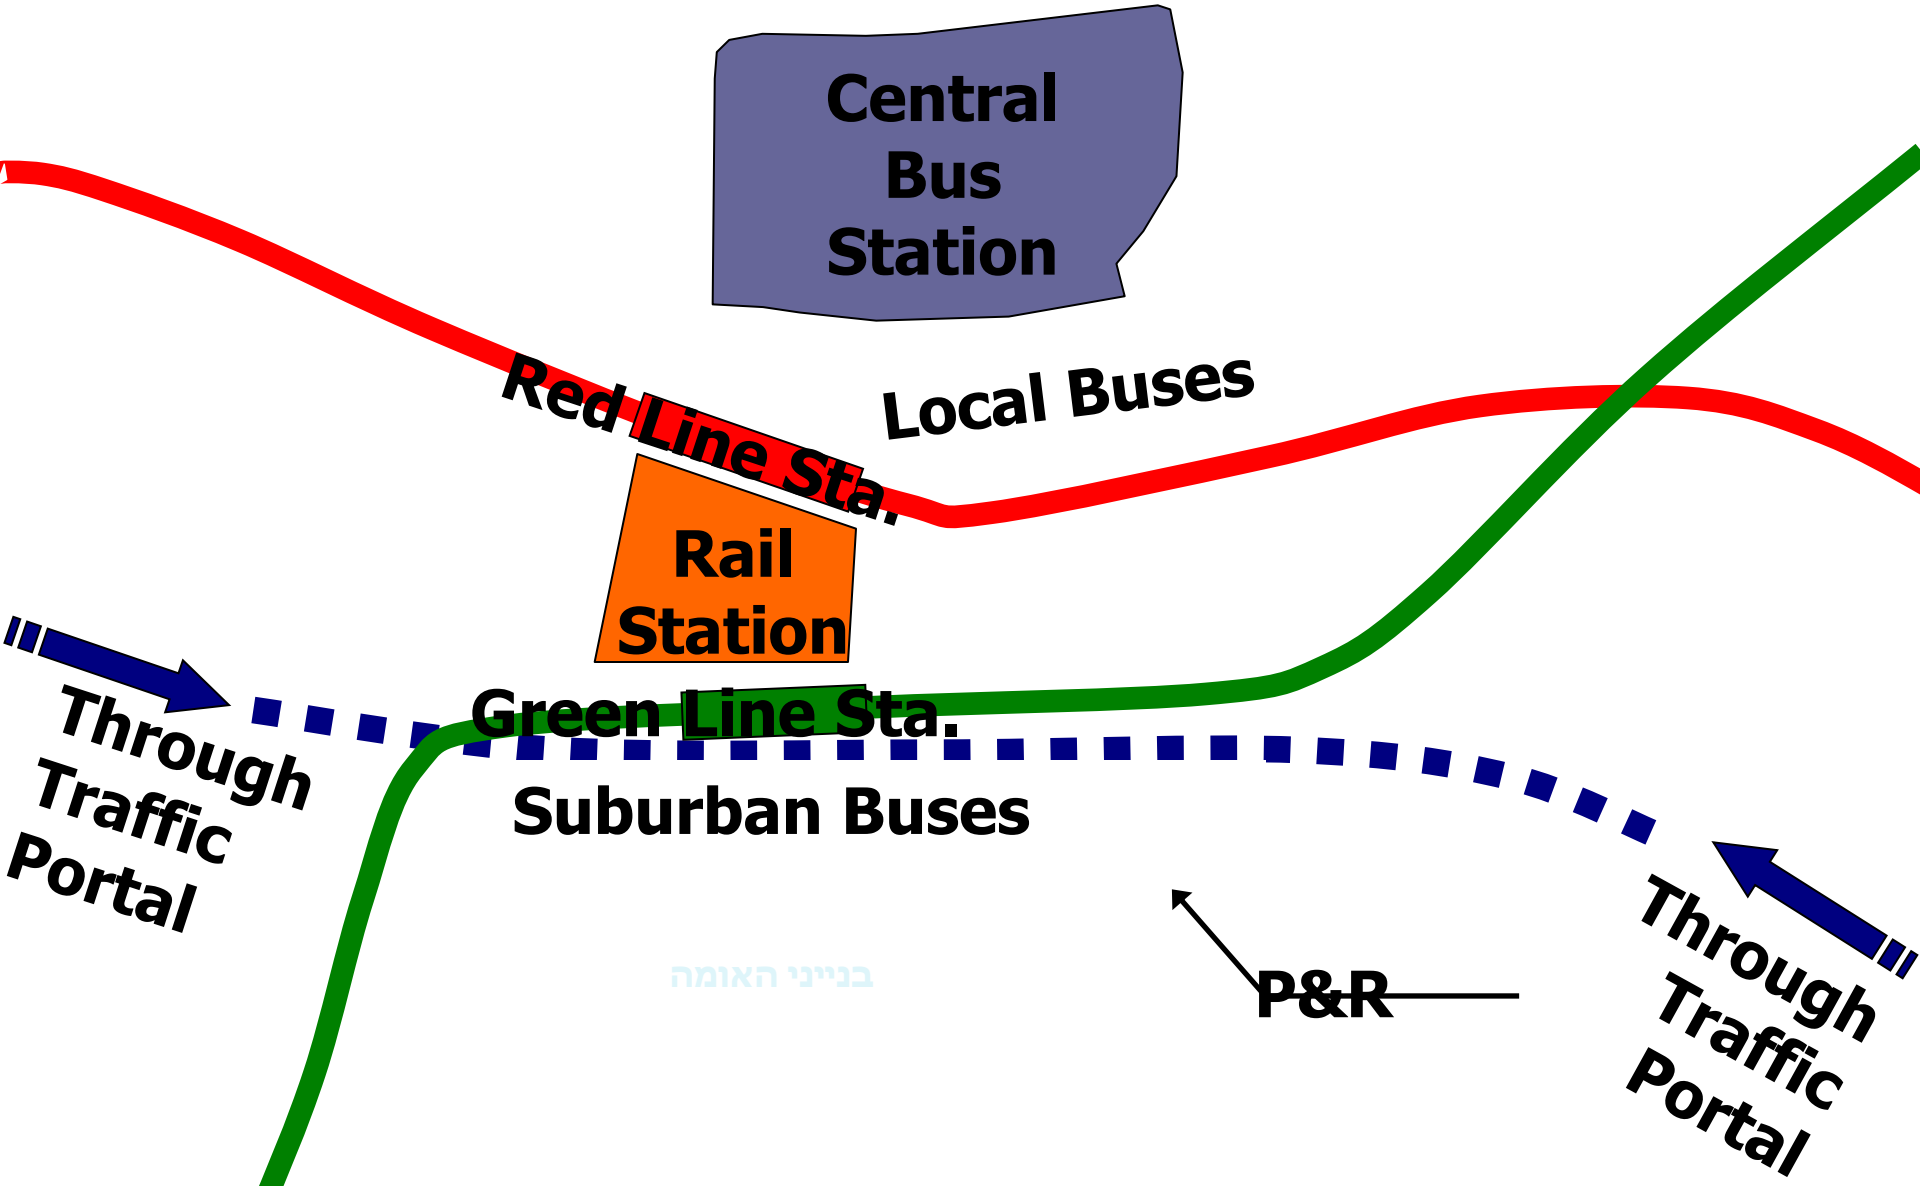 Central
Bus
Station
Red Line Sta.
Local Buses
Rail
Station
Green Line Sta.
Through
Traffic
Portal
Suburban Buses
Through
Traffic
Portal
בנייני האומה
P&R